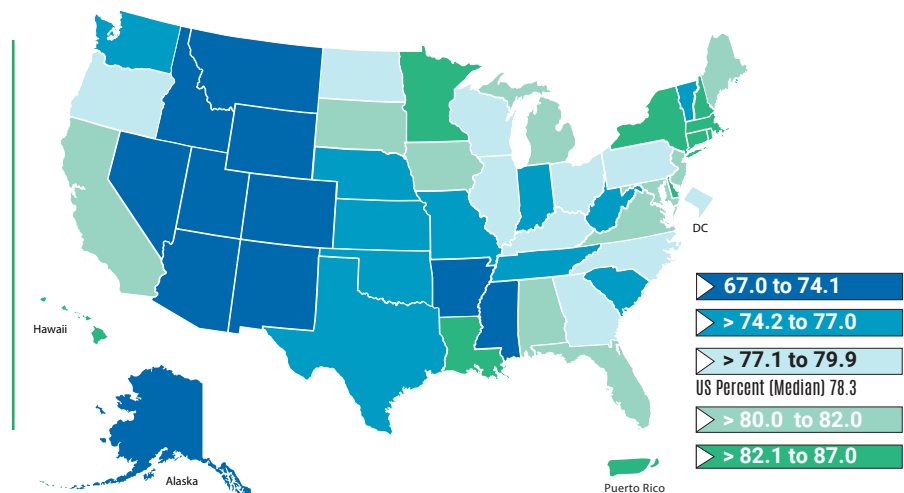 DC
67.0 to 74.1
> 74.2 to 77.0
> 77.1 to 79.9
US Percent (Median) 78.3
> 80.0 to 82.0
> 82.1 to 87.0
Hawaii
Alaska
Puerto Rico